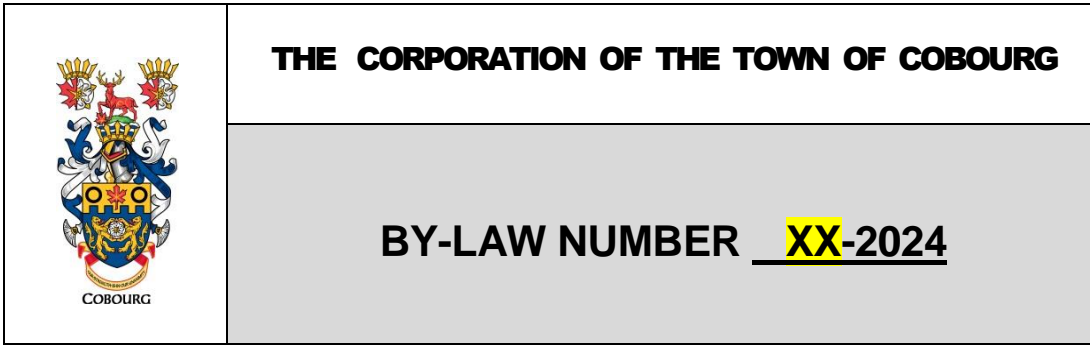 THE CORPORATION OF THE TOWN OF COBOURG
BY-LAW NUMBER XX-2024
COBOURG